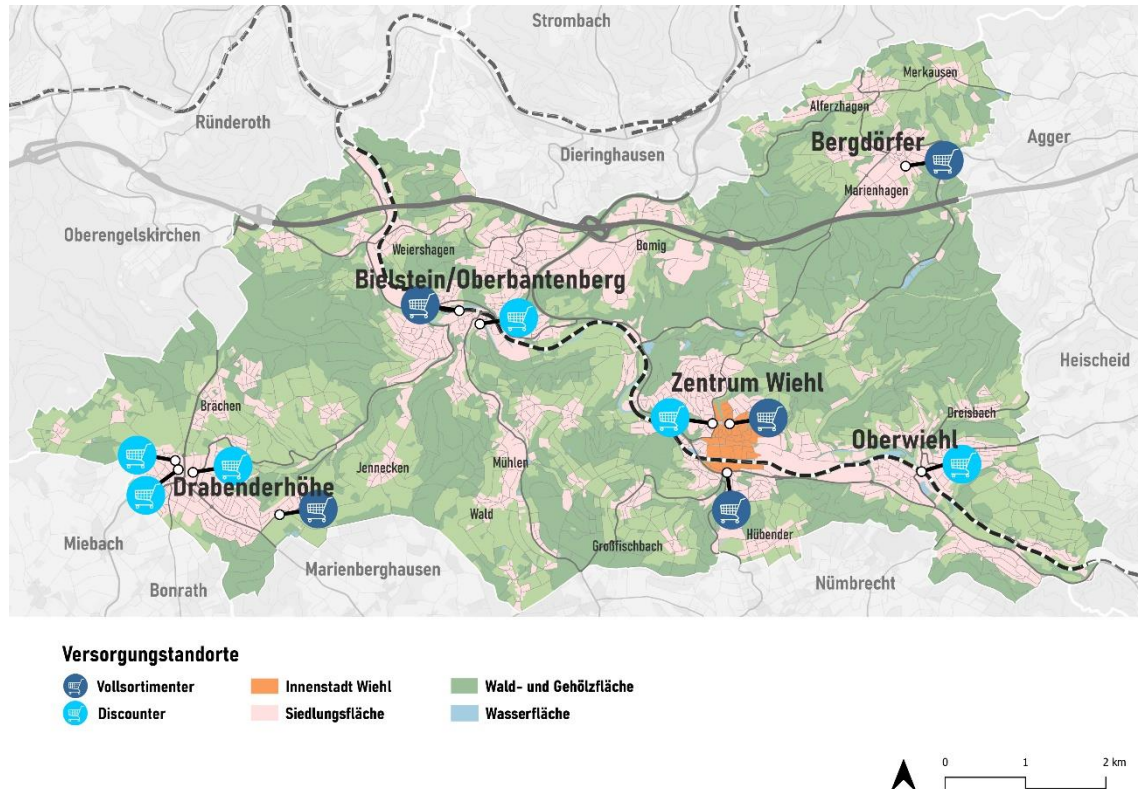 Strombach
Merkausen
Alferzhagen
Ründeroth
Agger
Bergdörfer
Dieringhausen
Marienhagen
Oberengelskirchen
Weiershagen
Bomig
Bielstein/Oberbantenberg
Heischeid
Zentrum Wiehl
Brächen
Dreisbach
Oberwiehl
Mühlen
Jennecken
Drabenderhöhe
Wald
Hübender
Miebach
Großfischbach
Marienberghausen
Nümbrecht
Bonrath
Versorgungstandorte
Vollsortimenter
Innenstadt Wiehl
Wald- und Gehölzfläche
Discounter
Siedlungsfläche
Wasserfläche
0 1 2 km